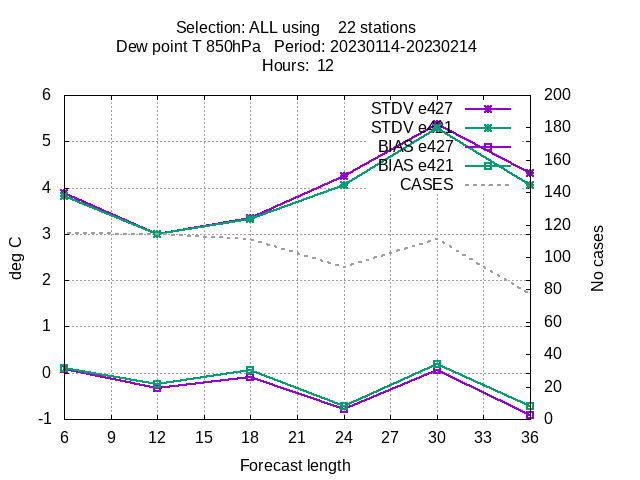 Selection: ALL using    22 stations
Dew point T 850hPa   Period: 20230114-20230214
Hours: 12
6
5
4
3
2
1
0
-1
deg C
200
180
160
140
120
100
80
60
40
20
0
No cases
STDV e427
STDV e421
BIAS e427
BIAS e421
CASES
6 9 12 15 18 21 24 27 30 33 36
Forecast length